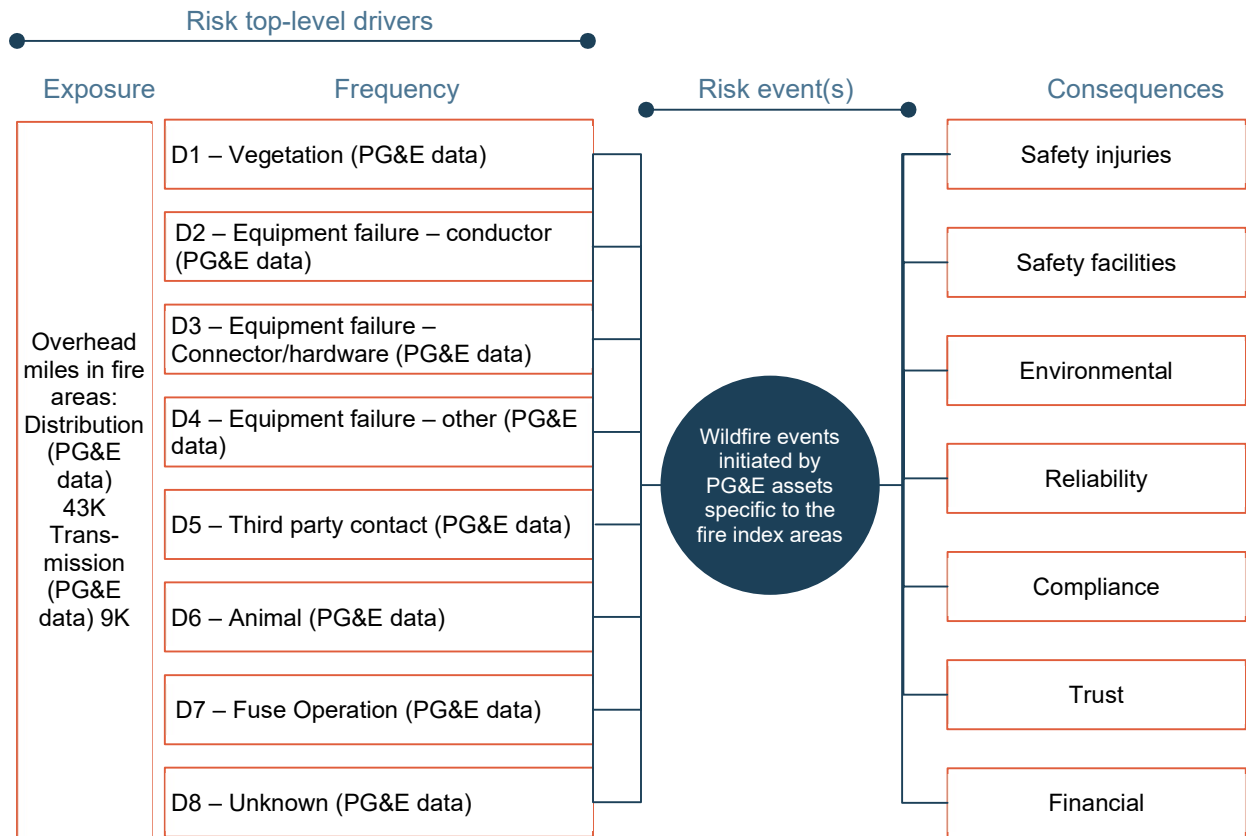 Risk top-level drivers
Exposure
Frequency
Risk event(s)
Consequences
Overhead
miles in fire
areas:
Distribution
(PG&E
data)
43K
Trans-
mission
(PG&E
data) 9K
D1 – Vegetation (PG&E data)
D2 – Equipment failure – conductor
(PG&E data)
D3 – Equipment failure –
Connector/hardware (PG&E data)
D4 – Equipment failure – other (PG&E
data)
D5 – Third party contact (PG&E data)
D6 – Animal (PG&E data)
D7 – Fuse Operation (PG&E data)
D8 – Unknown (PG&E data)
Wildfire events
initiated by
PG&E assets
specific to the
fire index areas
Safety injuries
Safety facilities
Environmental
Reliability
Compliance
Trust
Financial